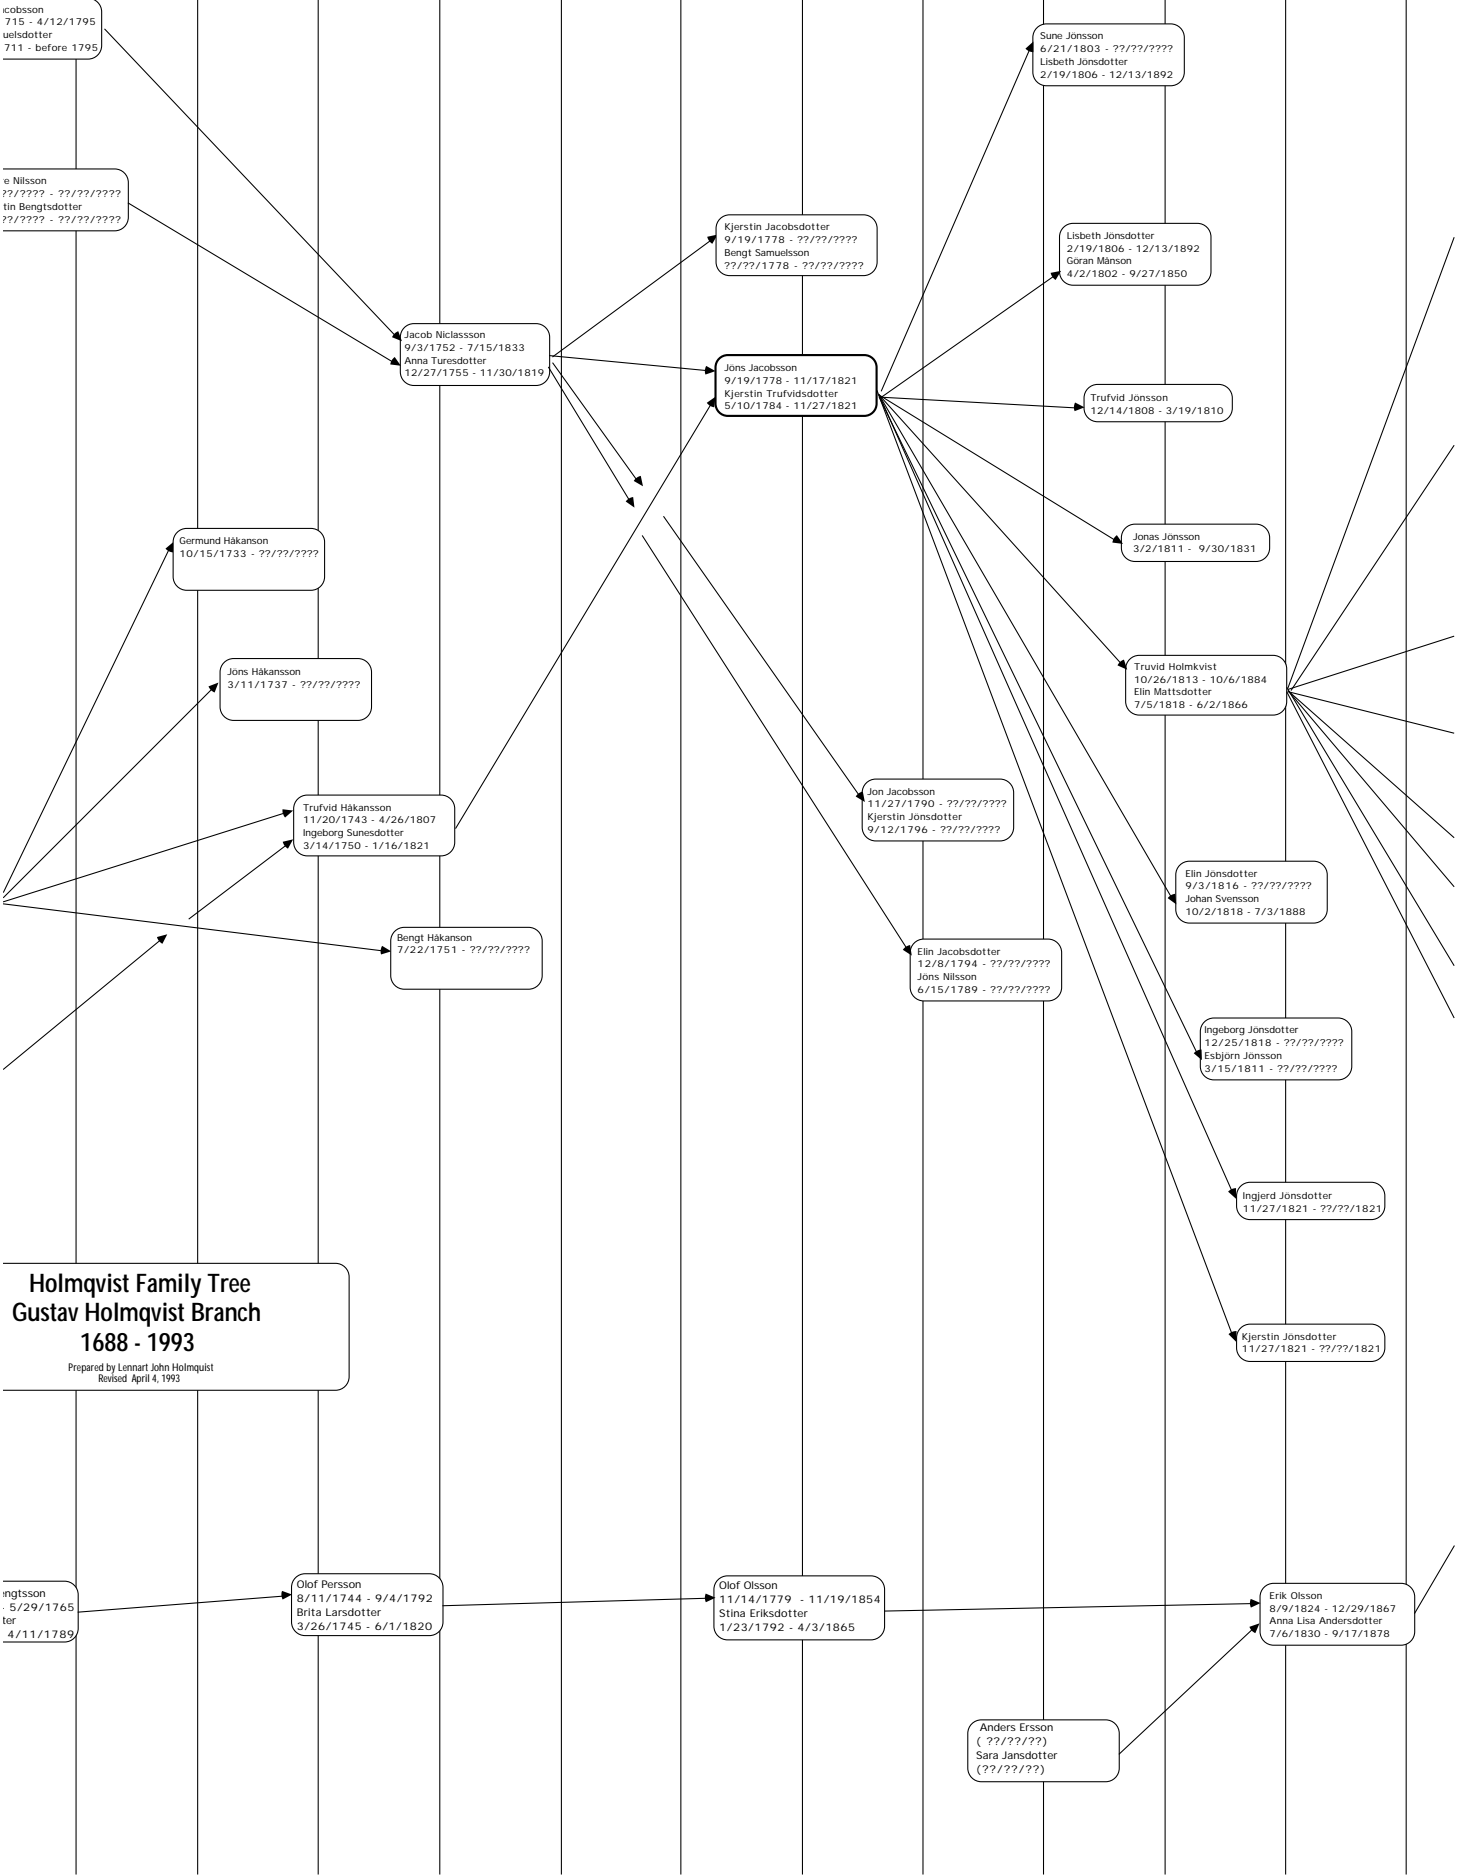 715 - 4/12/1795
711 - before 1795
Sune Jönsson
6/21/1803 - ??/??/????
Lisbeth Jönsdotter
2/19/1806 - 12/13/1892
Nilsson
??/???? - ??/??/????
Bengtsdotter
??/???? - ??/??/????
Kjerstin Jacobsdotter
9/19/1778 - ??/??/????
Bengt Samuelsson
??/??/1778 - ??/??/????
Lisbeth Jönsdotter
2/19/1806 - 12/13/1892
Göran Månson
4/2/1802 - 9/27/1850
Jacob Niclassson
9/3/1752 - 7/15/1833
Anna Turesdotter
12/27/1755 - 11/30/1819
Jöns Jacobsson
9/19/1778 - 11/17/1821
Kjerstin Trufvidsdotter
5/10/1784 - 11/27/1821
Trufvid Jönsson
12/14/1808 - 3/19/1810
Germund Håkanson
10/15/1733 - ??/??/????
Jonas Jönsson
3/2/1811 - 9/30/1831
Jöns Håkansson
3/11/1737 - ??/??/????
Truvid Holmkvist
10/26/1813 - 10/6/1884
Elin Mattsdotter
7/5/1818 - 6/2/1866
Trufvid Håkansson
11/20/1743 - 4/26/1807
Ingeborg Sunesdotter
3/14/1750 - 1/16/1821
Jon Jacobsson
11/27/1790 - ??/??/????
Kjerstin Jönsdotter
9/12/1796 - ??/??/????
Elin Jönsdotter
9/3/1816 - ??/??/????
Johan Svensson
10/2/1818 - 7/3/1888
Bengt Håkanson
7/22/1751 - ??/??/????
Elin Jacobsdotter
12/8/1794 - ??/??/????
Jöns Nilsson
6/15/1789 - ??/??/????
Ingeborg Jönsdotter
12/25/1818 - ??/??/????
Esbjörn Jönsson
3/15/1811 - ??/??/????
Ingjerd Jönsdotter
11/27/1821 - ??/??/1821
Holmqvist Family Tree
Gustav Holmqvist Branch
1688 - 1993
Prepared by Lennart John Holmquist
Revised April 4, 1993
Kjerstin Jönsdotter
11/27/1821 - ??/??/1821
- 5/29/1765
4/11/1789
Olof Persson
8/11/1744 - 9/4/1792
Brita Larsdotter
3/26/1745 - 6/1/1820
Olof Olsson
11/14/1779 - 11/19/1854
Stina Eriksdotter
1/23/1792 - 4/3/1865
Erik Olsson
8/9/1824 - 12/29/1867
Anna Lisa Andersdotter
7/6/1830 - 9/17/1878
Anders Ersson
( ??/??/??)
Sara Jansdotter
(??/??/??)